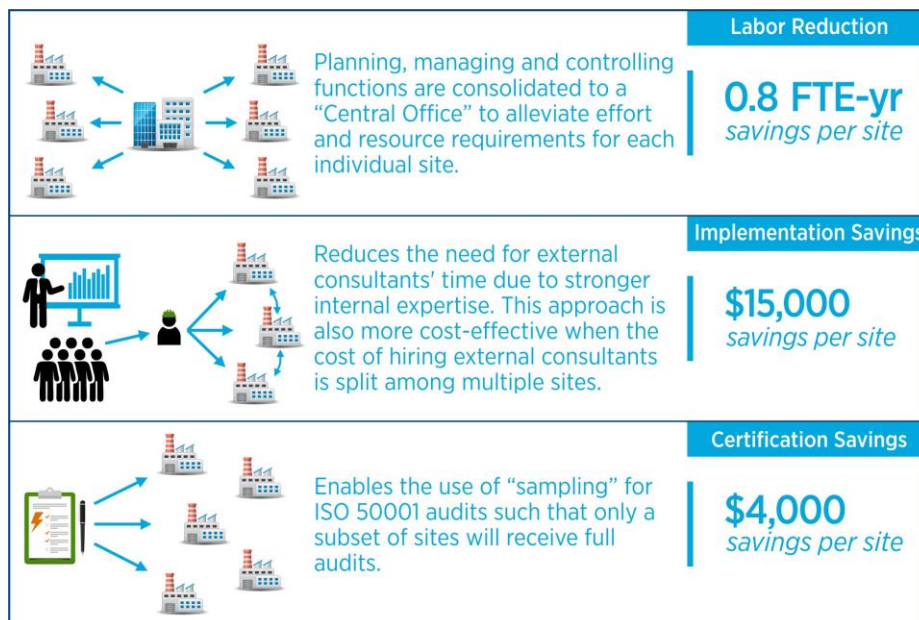 Labor Reduction
Planning, managing and controlling
functions are consolidated to a
“Central Office” to alleviate effort
and resource requirements for each
individual site.
0.8 FTE-yr
savings per site
Implementation Savings
Reduces the need for external
consultants' time due to stronger
internal expertise. This approach is
also more cost-effective when the
cost of hiring external consultants
is split among multiple sites.
$15,000
savings per site
Certification Savings
Enables the use of “sampling” for
ISO 50001 audits such that only a
subset of sites will receive full
audits.
$4,000
savings per site